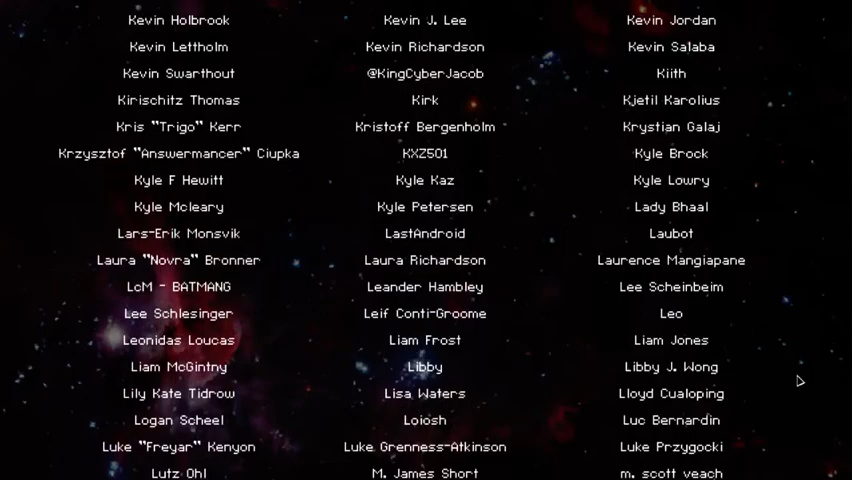 Kevin Holbrook Kevin J. Lee Kevin Jordan
Kevin Lettholm Kevin Richardson Kevin Salaba
Kevin Swarthout @KingCyberJacob Kiith
Kirischitz Thomas Kirk Kjetil Karolius
Kris "Trigo" Kerr Kristoff Bergenholm Krystian Galaj
Krzysztof "Answermancer" Ciupka KXZ501 Kyle Brock
Kyle F Hewitt Kyle Kaz Kyle Lowry
Kyle Mcleary Kyle Petersen Lady Bhaal
Lars-Erik Monsvik LastAndroid Laubot
Laura "Novra" Bronner Laura Richardson Laurence Mangiapane
LcM - BATMANG Leander Hambley Lee Scheinbeim
Lee Schlesinger Leif Conti-Groome Leo
Leonidas Loucas Liam Frost Liam Jones
Liam McGintny Libby Libby J. Wong
Lily Kate Tidrow Lisa Waters Lloyd Cualoping
Logan Scheel Loiosh Luc Bernardin
Luke "Freyar" Kenyon Luke Grenness-Atkinson Luke Przygocki
Lutz Ohl M. James Short m. scott veach